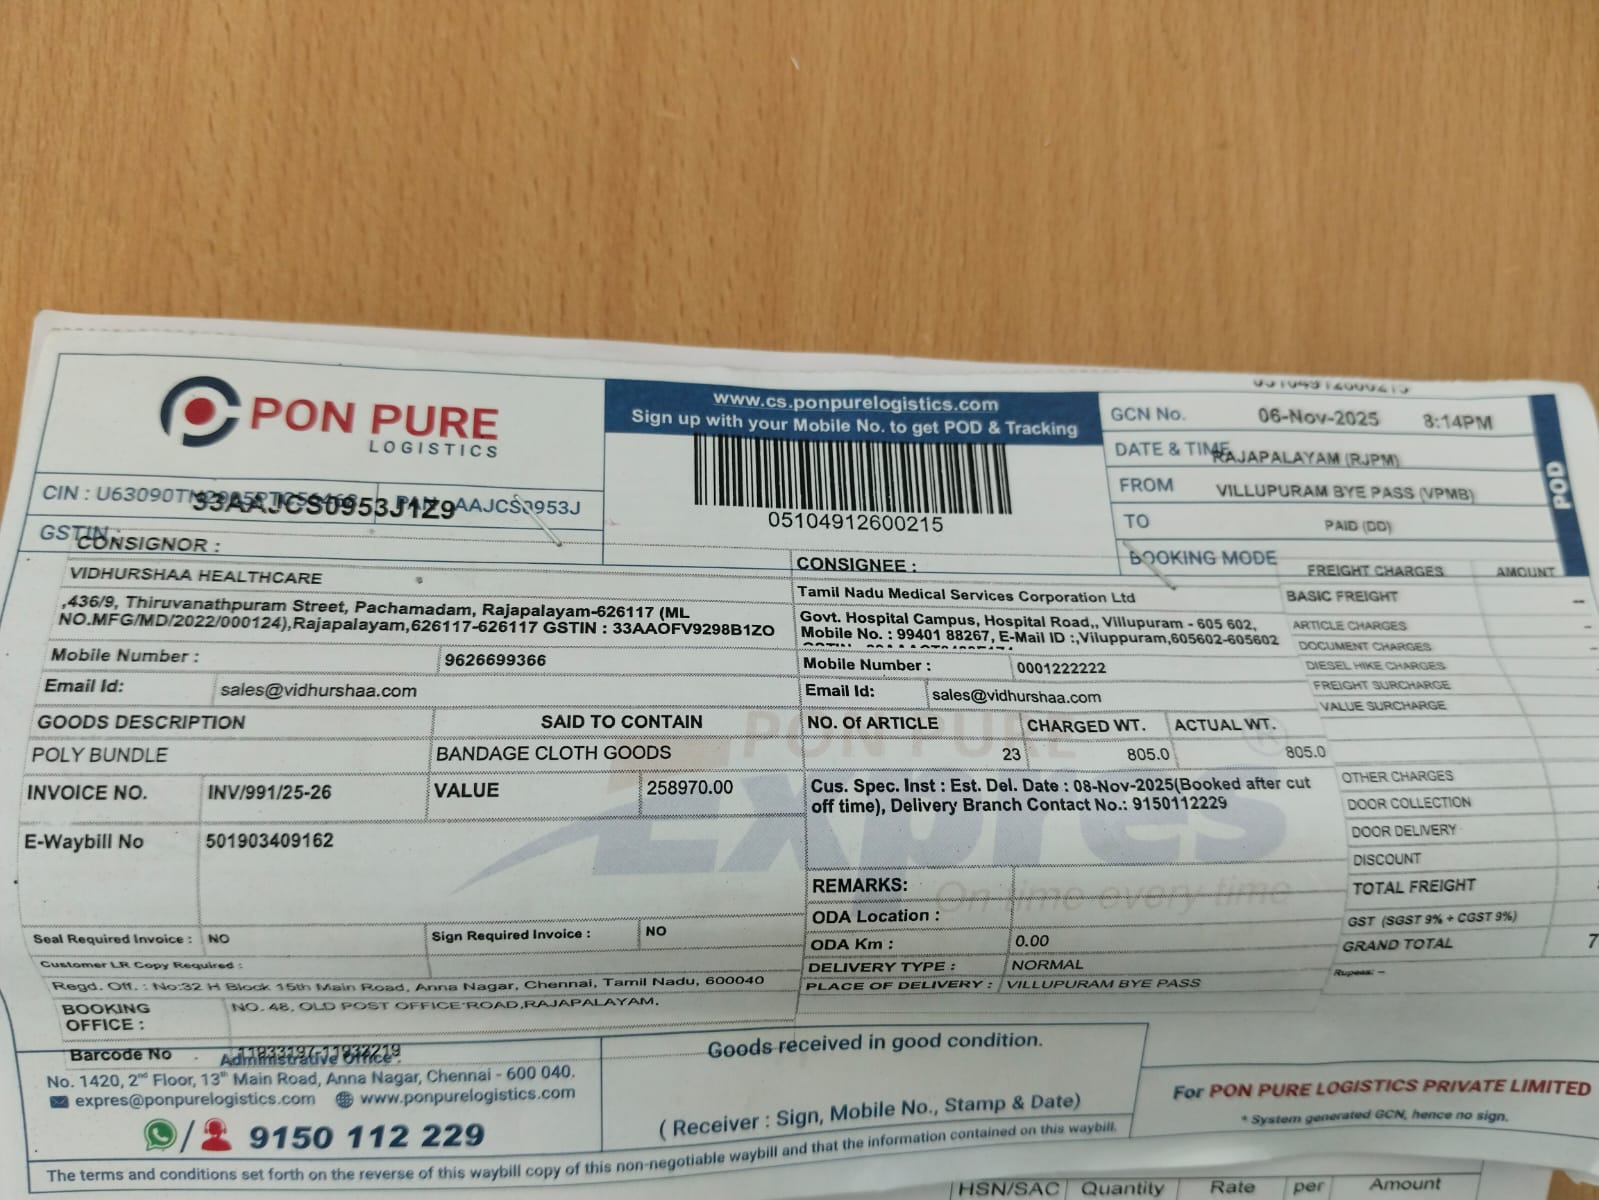 PON PURE
LOGISTICS
www.cs.ponpurelogistics.com
Sign up with your Mobile No. to get POD & Tracking
05104912600215
05104912600215
GCN No. 06-Nov-2025 8:14PM
DATE & TIME RAJAPALAYAM (RJPM)
FROM VILLUPURAM BYE PASS (VPMB)
TO PAID (DD)
BOOKING MODE
POD
CIN : PAN: AAJCS0953J
33AAJCS0953J1Z9
GSTIN :
CONSIGNOR :
VIDHURSHAA HEALTHCARE
,436/9, Thiruvanathpuram Street, Pachamadam, Rajapalayam-626117 (ML
NO.MFG/MD/2022/000124),Rajapalayam,626117-626117 GSTIN : 33AAOFV9298B1ZO
Mobile Number : 9626699366
Email Id: sales@vidhurshaa.com
CONSIGNEE :
Tamil Nadu Medical Services Corporation Ltd
Govt. Hospital Campus, Hospital Road,, Villupuram - 605 602,
Mobile No. : 99401 88267, E-Mail ID :,Viluppuram,605602-605602
Mobile Number : 0001222222
Email Id: sales@vidhurshaa.com
FREIGHT CHARGES AMOUNT
BASIC FREIGHT --
ARTICLE CHARGES -
DOCUMENT CHARGES -
DIESEL HIKE CHARGES
FREIGHT SURCHARGE
VALUE SURCHARGE
GOODS DESCRIPTION SAID TO CONTAIN NO. Of ARTICLE CHARGED WT. ACTUAL WT.
POLY BUNDLE BANDAGE CLOTH GOODS 23 805.0 805.0
INVOICE NO. INV/991/25-26 VALUE 258970.00
E-Waybill No 501903409162
Cus. Spec. Inst : Est. Del. Date : 08-Nov-2025(Booked after cut
off time), Delivery Branch Contact No.: 9150112229
PON PURE
Expres
On time every time
REMARKS:
ODA Location :
ODA Km : 0.00
DELIVERY TYPE : NORMAL
PLACE OF DELIVERY : VILLUPURAM BYE PASS
OTHER CHARGES
DOOR COLLECTION
DOOR DELIVERY
DISCOUNT
TOTAL FREIGHT
GST (SGST 9% + CGST 9%)
GRAND TOTAL 7
Rupees: --
Seal Required Invoice : NO Sign Required Invoice : NO
Customer LR Copy Required :
Regd. Off. : No:32 H Block 15th Main Road, Anna Nagar, Chennai, Tamil Nadu, 600040
BOOKING OFFICE : NO. 48, OLD POST OFFICE ROAD,RAJAPALAYAM.
Barcode No 11933197-11933219
Administrative Office :
No. 1420, 2nd Floor, 13th Main Road, Anna Nagar, Chennai - 600 040.
expres@ponpurelogistics.com www.ponpurelogistics.com
/ 9150 112 229
Goods received in good condition.
( Receiver : Sign, Mobile No., Stamp & Date)
For PON PURE LOGISTICS PRIVATE LIMITED
* System generated GCN, hence no sign.
The terms and conditions set forth on the reverse of this waybill copy of this non-negotiable waybill and that the information contained on this waybill.
HSN/SAC Quantity Rate per Amount